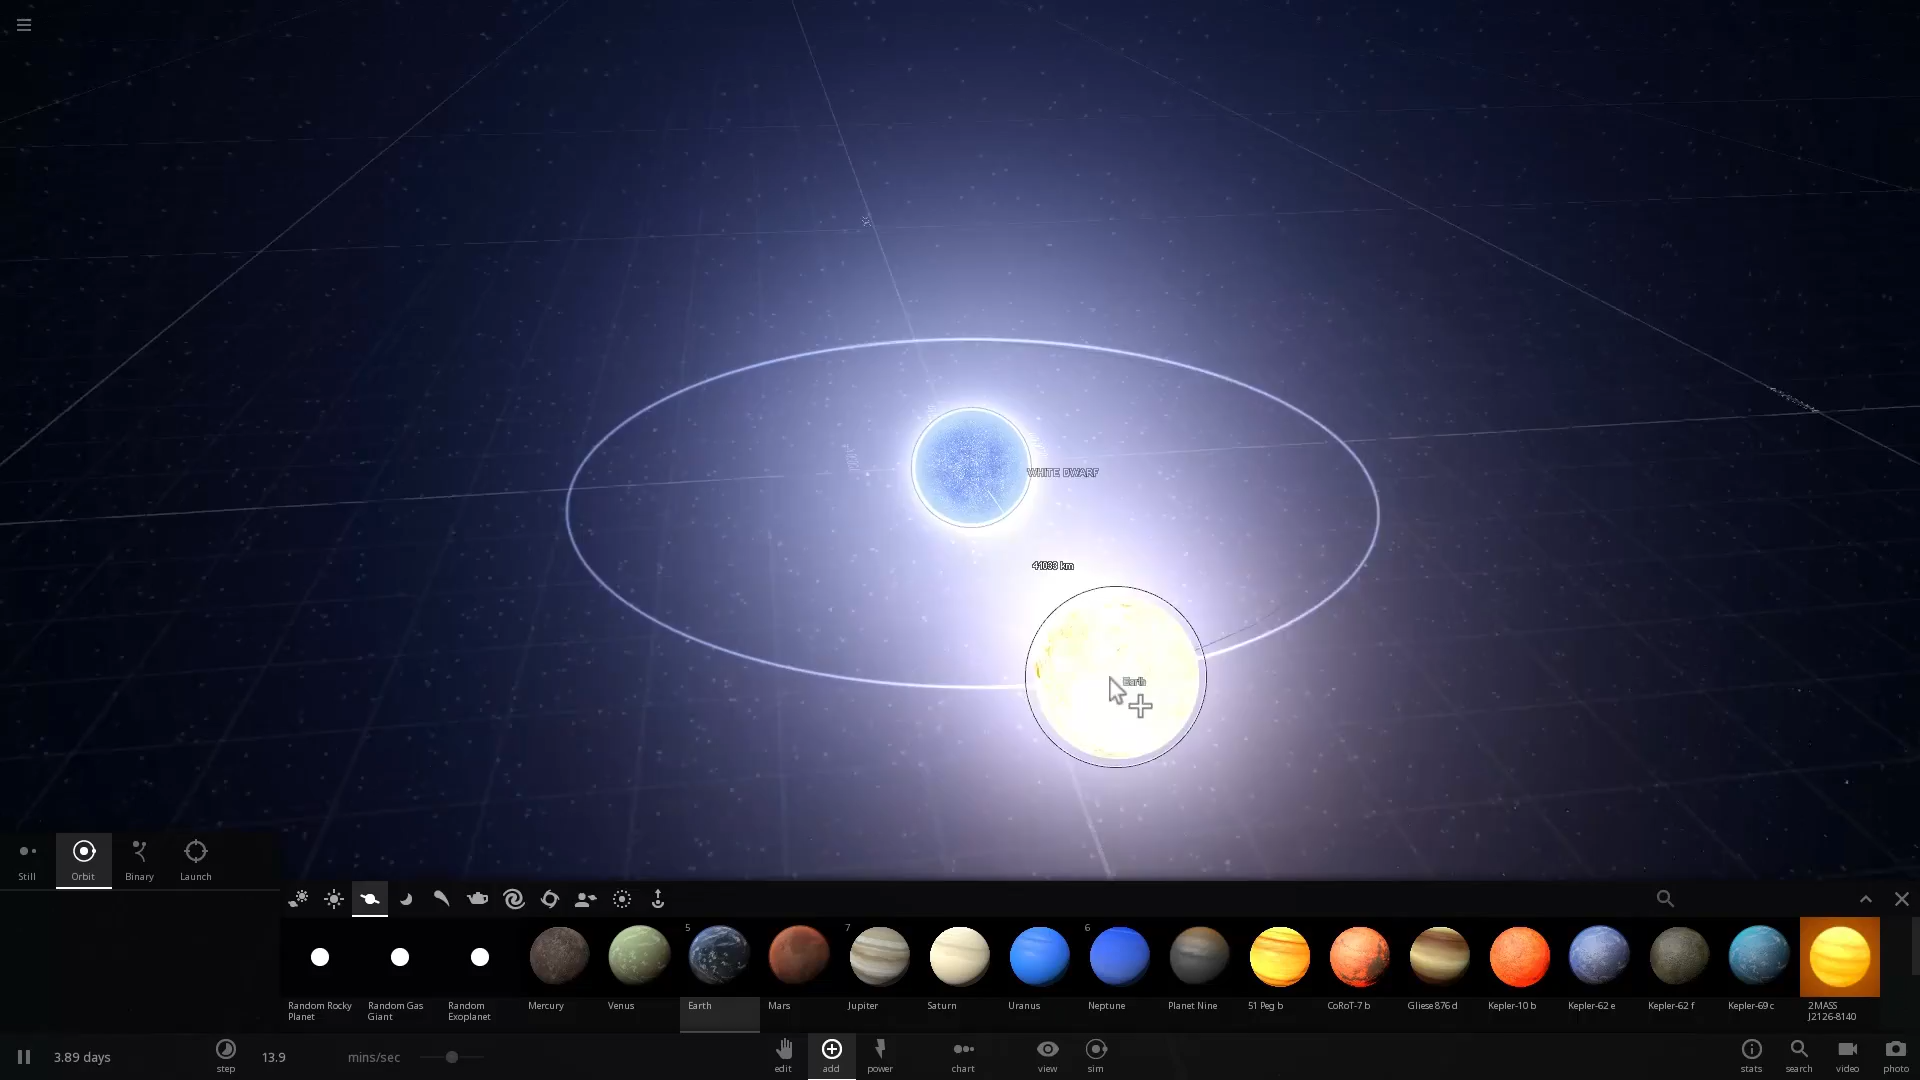 WHITE DWARF
41033 km
Earth
Still
Orbit
Binary
Launch
5
7
6
Random Rocky Planet
Random Gas Giant
Random Exoplanet
Mercury
Venus
Earth
Mars
Jupiter
Saturn
Uranus
Neptune
Planet Nine
51 Peg b
CoRoT-7 b
Gliese 876 d
Kepler-10 b
Kepler-62 e
Kepler-62 f
Kepler-69 c
2MASS J2126-8140
3.89 days
step
13.9
mins/sec
edit
add
power
chart
view
sim
stats
search
video
photo